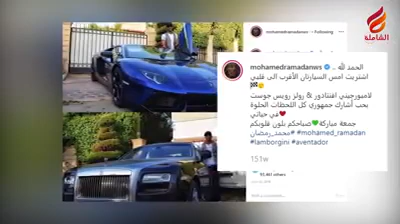 الشاملة
mohamedramadanws • Following
mohamedramadanws
الحمد لله ..
اشتريت امس السيارتان الأقرب الى قلبي
لامبورجيني افنتادور & رولز رويس جوست
بحب أشارك جمهوري كل اللحظات الحلوة
في حياتي
جمعة مباركة💚صباحكم بلون قلوبكم
#محمد_رمضان #mohamed_ramadan
#lamborgini #aventador
151w